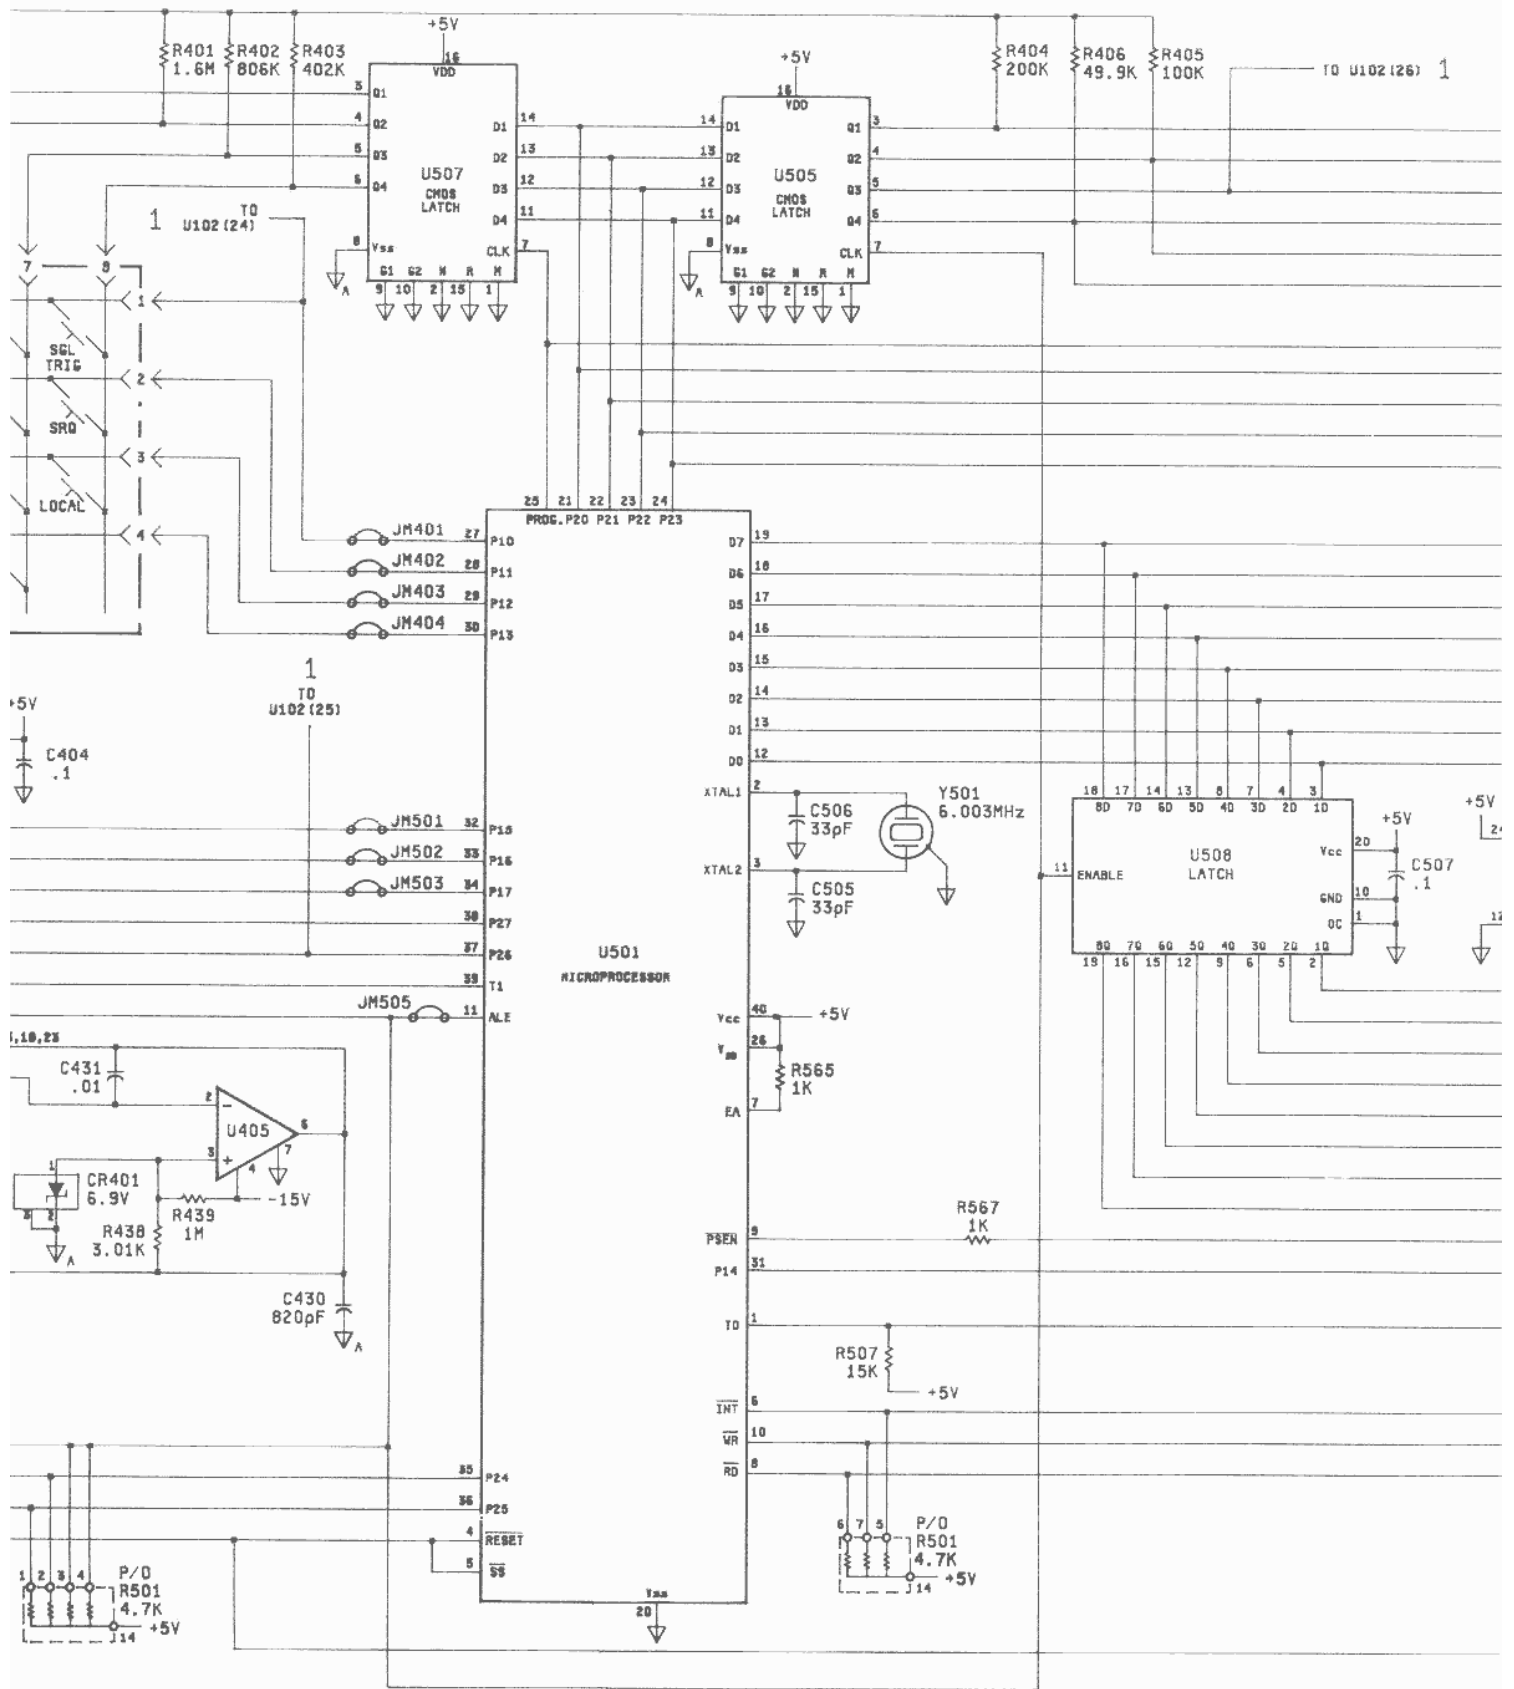 +5V
R401
1.6M
R402
806K
R403
402K
16
VDD
3 Q1
4 Q2
5 Q3
6 Q4
D1 14
D2 13
D3 12
D4 11
U507
CMOS
LATCH
8 Vss
CLK 7
G1 G2 N R M
9 10 2 15 1
A
+5V
16
VDD
14 D1
13 D2
12 D3
11 D4
U505
CMOS
LATCH
Q1 3
Q2 4
Q3 5
Q4 6
8 Vss
CLK 7
G1 G2 N R M
9 10 2 15 1
A
R404
200K
R406
49.9K
R405
100K
TO U102(26) 1
1 TO
U102(24)
7 8
1
SGL
TRIG
2
SRQ
3
LOCAL
4
25 21 22 23 24
PROG. P20 P21 P22 P23
JM401 27 P10
JM402 28 P11
JM403 29 P12
JM404 30 P13
D7 19
D6 18
D5 17
D4 16
D3 15
D2 14
D1 13
D0 12
1
TO
U102(25)
+5V
C404
.1
JM501 32 P15
JM502 33 P16
JM503 34 P17
38 P27
37 P26
39 T1
JM505 11 ALE
XTAL1 2
C506
33pF
Y501
6.003MHz
XTAL2 3
C505
33pF
U501
MICROPROCESSOR
18 17 14 13 8 7 4 3
8D 7D 6D 5D 4D 3D 2D 1D
U508
LATCH
11 ENABLE
Vcc 20
+5V
C507
.1
GND 10
OC 1
8Q 7Q 6Q 5Q 4Q 3Q 2Q 1Q
19 16 15 12 9 6 5 2
+5V
24
12
Vcc 40
+5V
26
R565
1K
EA 7
,18,23
C431
.01
2 -
U405
6
3 +
4
7
-15V
1
CR401
6.9V
3 2
A
R439
1M
R438
3.01K
C430
820pF
A
PSEN 9
R567
1K
P14 31
T0 1
R507
15K
+5V
INT 6
WR 10
RD 8
35 P24
36 P25
4 RESET
5 SS
Vss
20
1 2 3 4
P/O
R501
4.7K
+5V
14
6 7 5
P/O
R501
4.7K
+5V
14